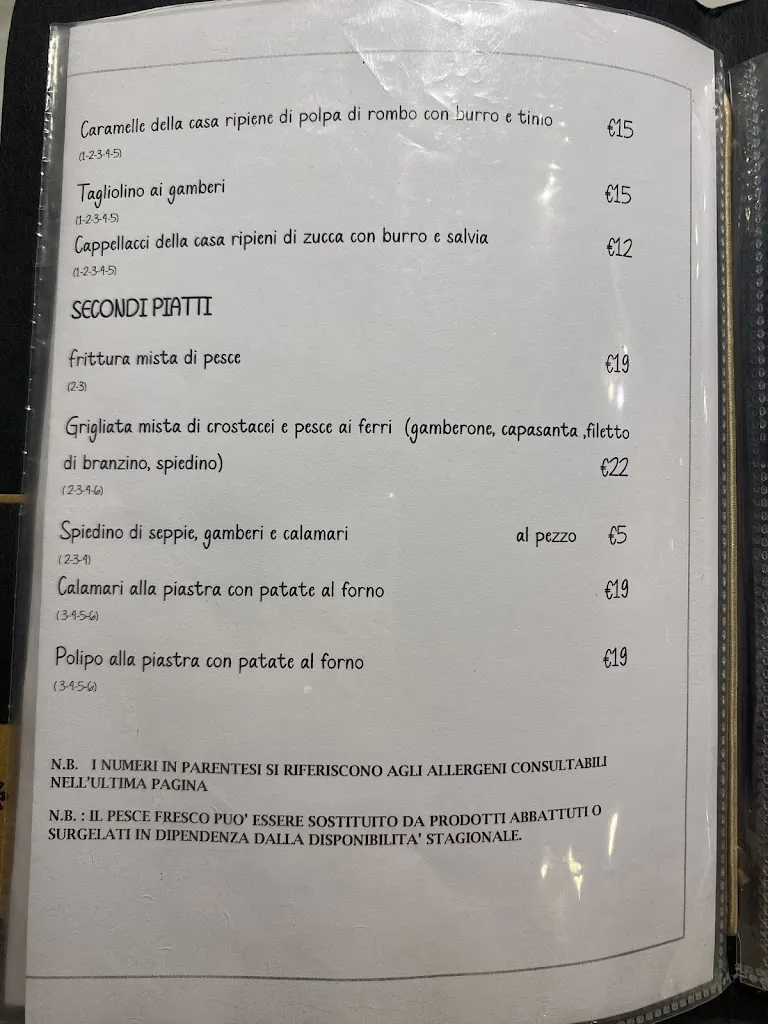 Caramelle della casa ripiene di polpa di rombo con burro e timo €15
(1-2-3-4-5)
Tagliolino ai gamberi €15
(1-2-3-4-5)
Cappellacci della casa ripieni di zucca con burro e salvia €12
(1-2-3-4-5)
SECONDI PIATTI
frittura mista di pesce €19
(2-3)
Grigliata mista di crostacei e pesce ai ferri (gamberone, capasanta ,filetto
di branzino, spiedino) €22
(2-3-4-6)
Spiedino di seppie, gamberi e calamari al pezzo €5
(2-3-4)
Calamari alla piastra con patate al forno €19
(3-4-5-6)
Polipo alla piastra con patate al forno €19
(3-4-5-6)
N.B. I NUMERI IN PARENTESI SI RIFERISCONO AGLI ALLERGENI CONSULTABILI
NELL'ULTIMA PAGINA
N.B. : IL PESCE FRESCO PUO' ESSERE SOSTITUITO DA PRODOTTI ABBATTUTI O
SURGELATI IN DIPENDENZA DALLA DISPONIBILITA' STAGIONALE.